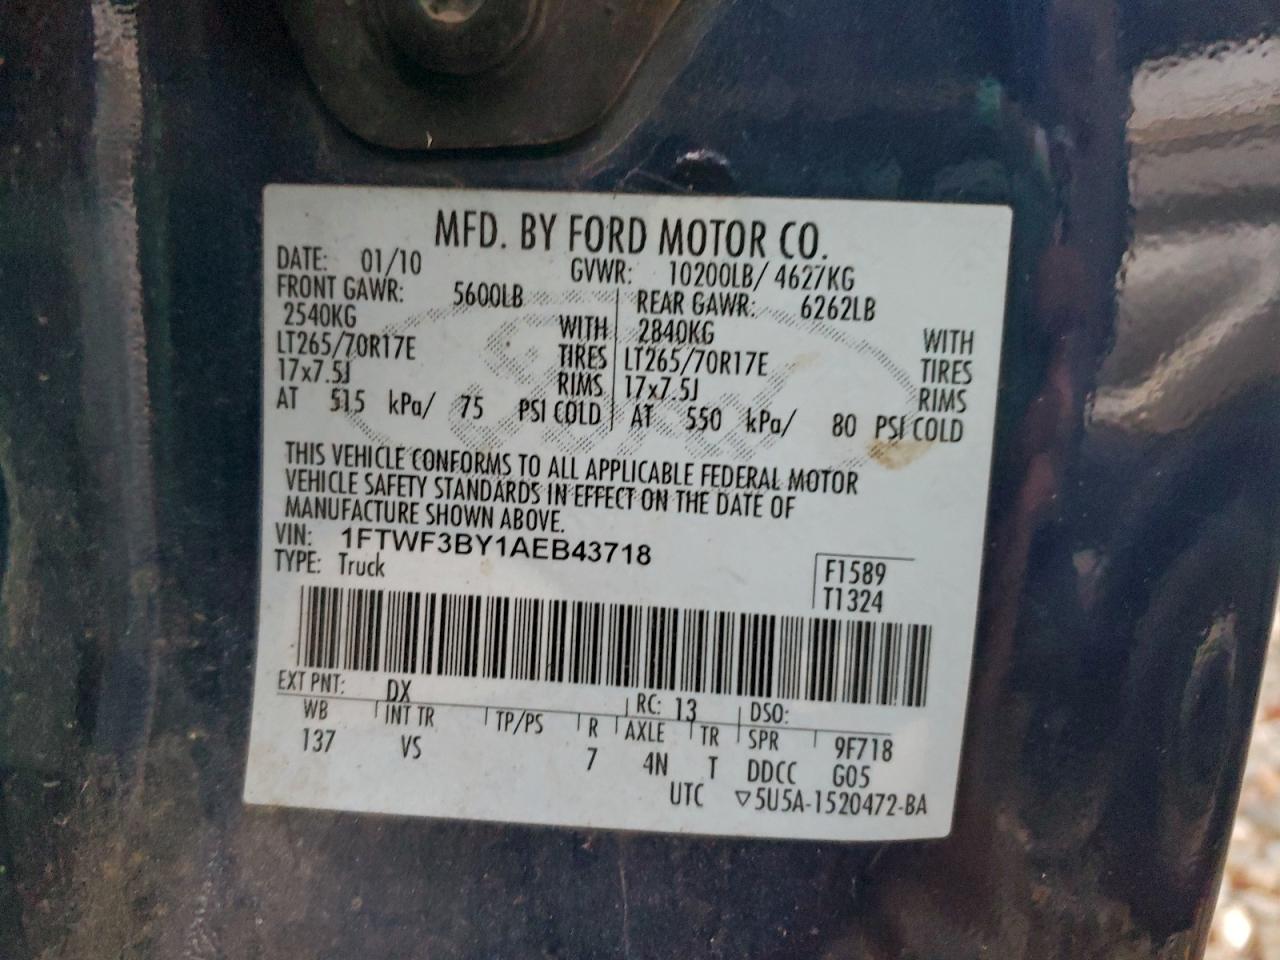 MFD. BY FORD MOTOR CO.
DATE: 01/10 GVWR: 10200LB/ 4627KG
FRONT GAWR: 5600LB REAR GAWR: 6262LB
2540KG WITH 2840KG WITH
LT265/70R17E TIRES LT265/70R17E TIRES
17x7.5J RIMS 17x7.5J RIMS
AT 515 kPa/ 75 PSI COLD AT 550 kPa/ 80 PSI COLD
THIS VEHICLE CONFORMS TO ALL APPLICABLE FEDERAL MOTOR
VEHICLE SAFETY STANDARDS IN EFFECT ON THE DATE OF
MANUFACTURE SHOWN ABOVE.
VIN: 1FTWF3BY1AEB43718
TYPE: Truck F1589
T1324
EXT PNT: DX RC: 13 DSO:
WB INT TR TP/PS R AXLE TR SPR 9F718
137 VS 7 4N T DDCC G05
UTC ▽5U5A-1520472-BA